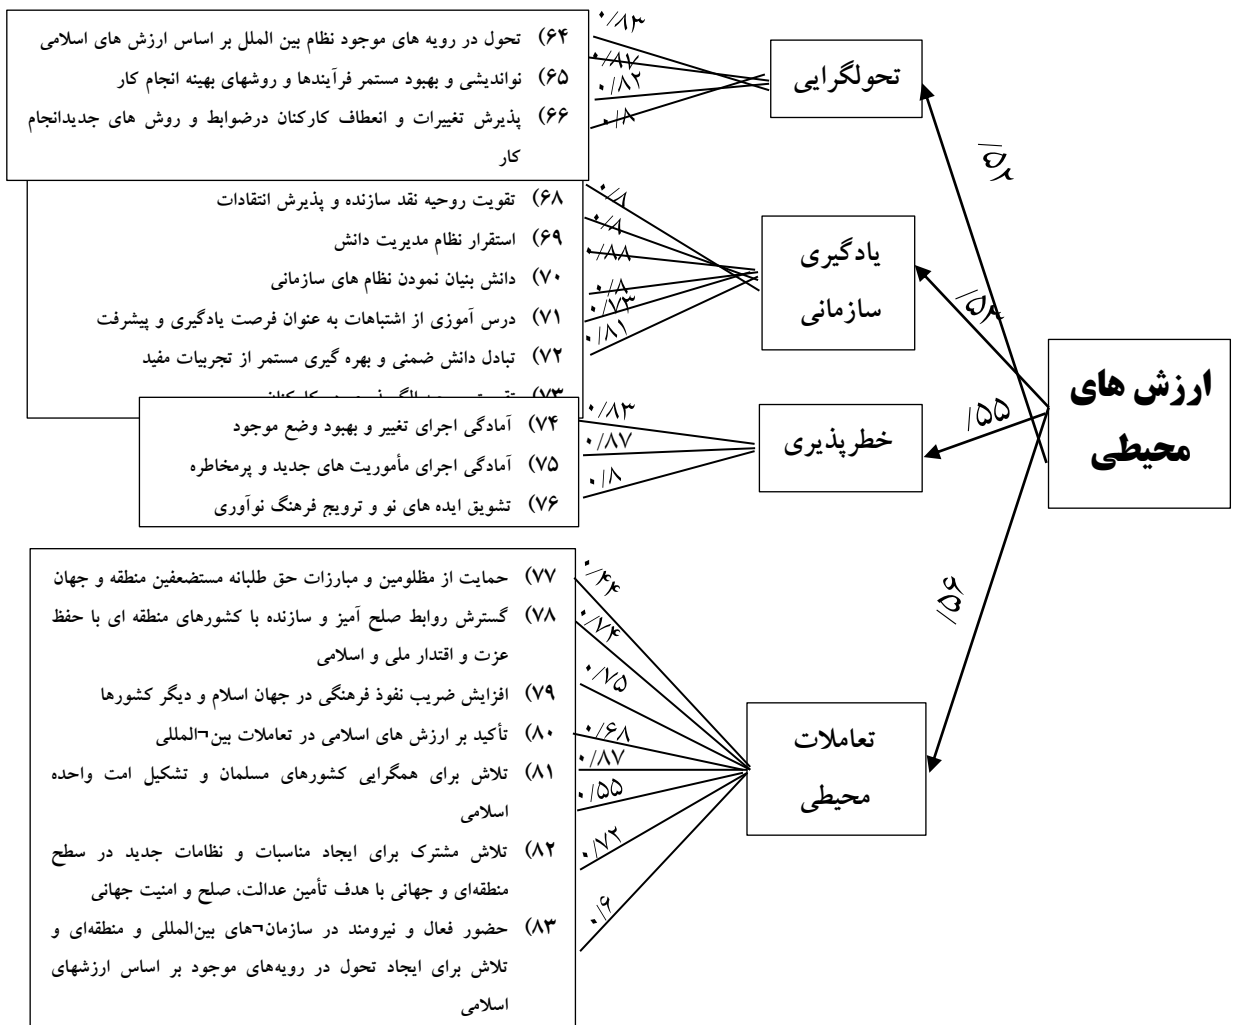 ارزش های
محیطی
/۵۲
/۵۴
/۵۵
/۵۶
تحولگرایی
۰/۸۳
۰/۸۷
۰/۸۲
۰/۸
۶۴) تحول در رویه های موجود نظام بین الملل بر اساس ارزش های اسلامی
۶۵) نواندیشی و بهبود مستمر فرآیندها و روشهای بهینه انجام کار
۶۶) پذیرش تغییرات و انعطاف کارکنان درضوابط و روش های جدیدانجام
کار
یادگیری
سازمانی
۰/۸
۰/۸
۰/۸۸
۰/۸
۰/۷۳
۰/۸۱
۶۸) تقویت روحیه نقد سازنده و پذیرش انتقادات
۶۹) استقرار نظام مدیریت دانش
۷۰) دانش بنیان نمودن نظام های سازمانی
۷۱) درس آموزی از اشتباهات به عنوان فرصت یادگیری و پیشرفت
۷۲) تبادل دانش ضمنی و بهره گیری مستمر از تجربیات مفید
۷۳)
خطرپذیری
۰/۸۳
۰/۸۷
۰/۸
۷۴) آمادگی اجرای تغییر و بهبود وضع موجود
۷۵) آمادگی اجرای مأموریت های جدید و پرمخاطره
۷۶) تشویق ایده های نو و ترویج فرهنگ نوآوری
تعاملات
محیطی
۰/۴۴
۰/۷۴
۰/۷۵
۰/۶۸
۰/۸۷
۰/۵۵
۰/۷۲
۰/۶
۷۷) حمایت از مظلومین و مبارزات حق طلبانه مستضعفین منطقه و جهان
۷۸) گسترش روابط صلح آمیز و سازنده با کشورهای منطقه ای با حفظ
عزت و اقتدار ملی و اسلامی
۷۹) افزایش ضریب نفوذ فرهنگی در جهان اسلام و دیگر کشورها
۸۰) تأکید بر ارزش های اسلامی در تعاملات بین¬المللی
۸۱) تلاش برای همگرایی کشورهای مسلمان و تشکیل امت واحده
اسلامی
۸۲) تلاش مشترک برای ایجاد مناسبات و نظامات جدید در سطح
منطقه‌ای و جهانی با هدف تأمین عدالت، صلح و امنیت جهانی
۸۳) حضور فعال و نیرومند در سازمان¬های بین‌المللی و منطقه‌ای و
تلاش برای ایجاد تحول در رویه‌های موجود بر اساس ارزشهای
اسلامی